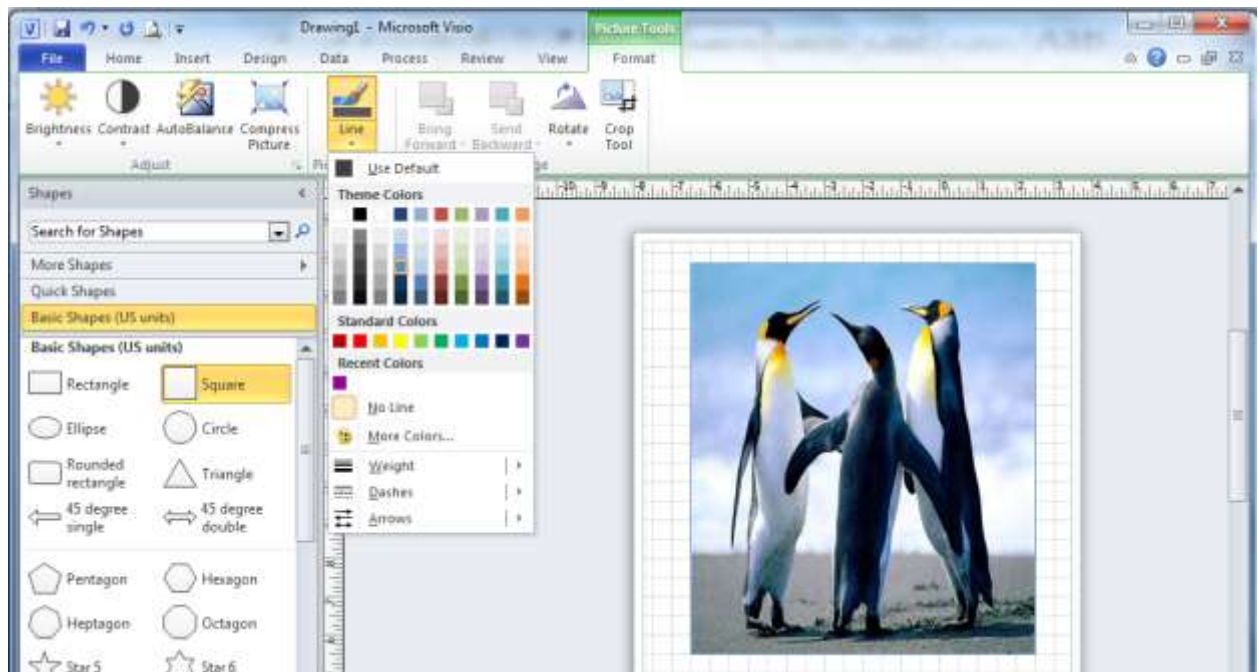 Drawing1 - Microsoft Visio
Picture Tools
File Home Insert Design Data Process Review View Format
Brightness Contrast AutoBalance Compress Picture Line Bring Forward Send Backward Rotate Crop Tool
Adjust
Shapes
Search for Shapes
More Shapes
Quick Shapes
Basic Shapes (US units)
Basic Shapes (US units)
Rectangle Square
Ellipse Circle
Rounded rectangle Triangle
45 degree single 45 degree double
Pentagon Hexagon
Heptagon Octagon
Star 5 Star 6
Use Default
Theme Colors
Standard Colors
Recent Colors
No Line
More Colors...
Weight
Dashes
Arrows